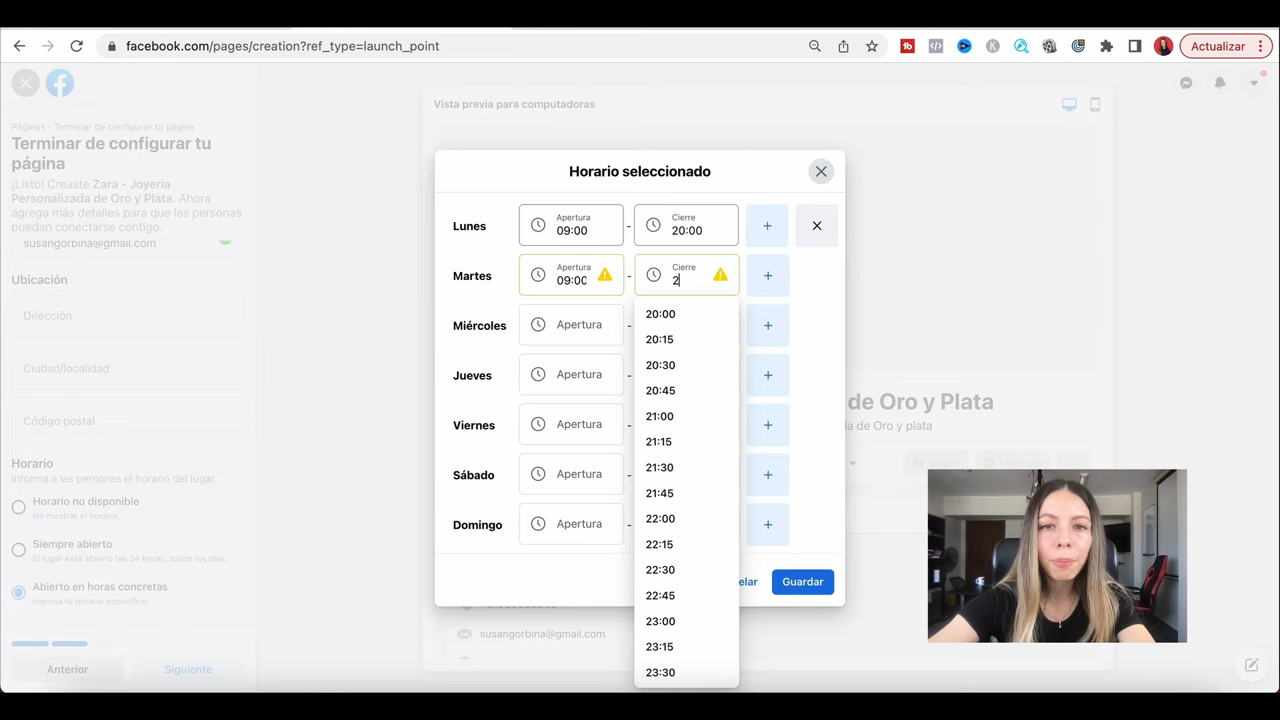 facebook.com/pages/creation?ref_type=launch_point
Actualizar
Páginas › Terminar de configurar tu página
Terminar de configurar tu
página
¡Listo! Creaste Zara - Joyeria
Personalizada de Oro y Plata. Ahora
agrega más detalles para que las personas
puedan conectarse contigo.
susangorbina@gmail.com
Ubicación
Dirección
Ciudad/localidad
Código postal
Horario
Informa a las personas el horario del lugar.
Horario no disponible
No mostrar el horario.
Siempre abierto
El lugar está abierto las 24 horas, todos los días.
Abierto en horas concretas
Ingresa tu horario específico.
Anterior
Siguiente
Vista previa para computadoras
Horario seleccionado
Lunes
Apertura
09:00
-
Cierre
20:00
+
Martes
Apertura
09:00
-
Cierre
2
+
Miércoles
Apertura
-
+
Jueves
Apertura
-
+
Viernes
Apertura
-
+
Sábado
Apertura
-
+
Domingo
Apertura
-
+
20:00
20:15
20:30
20:45
21:00
21:15
21:30
21:45
22:00
22:15
22:30
22:45
23:00
23:15
23:30
elar
Guardar
de Oro y Plata
da de Oro y plata
susangorbina@gmail.com